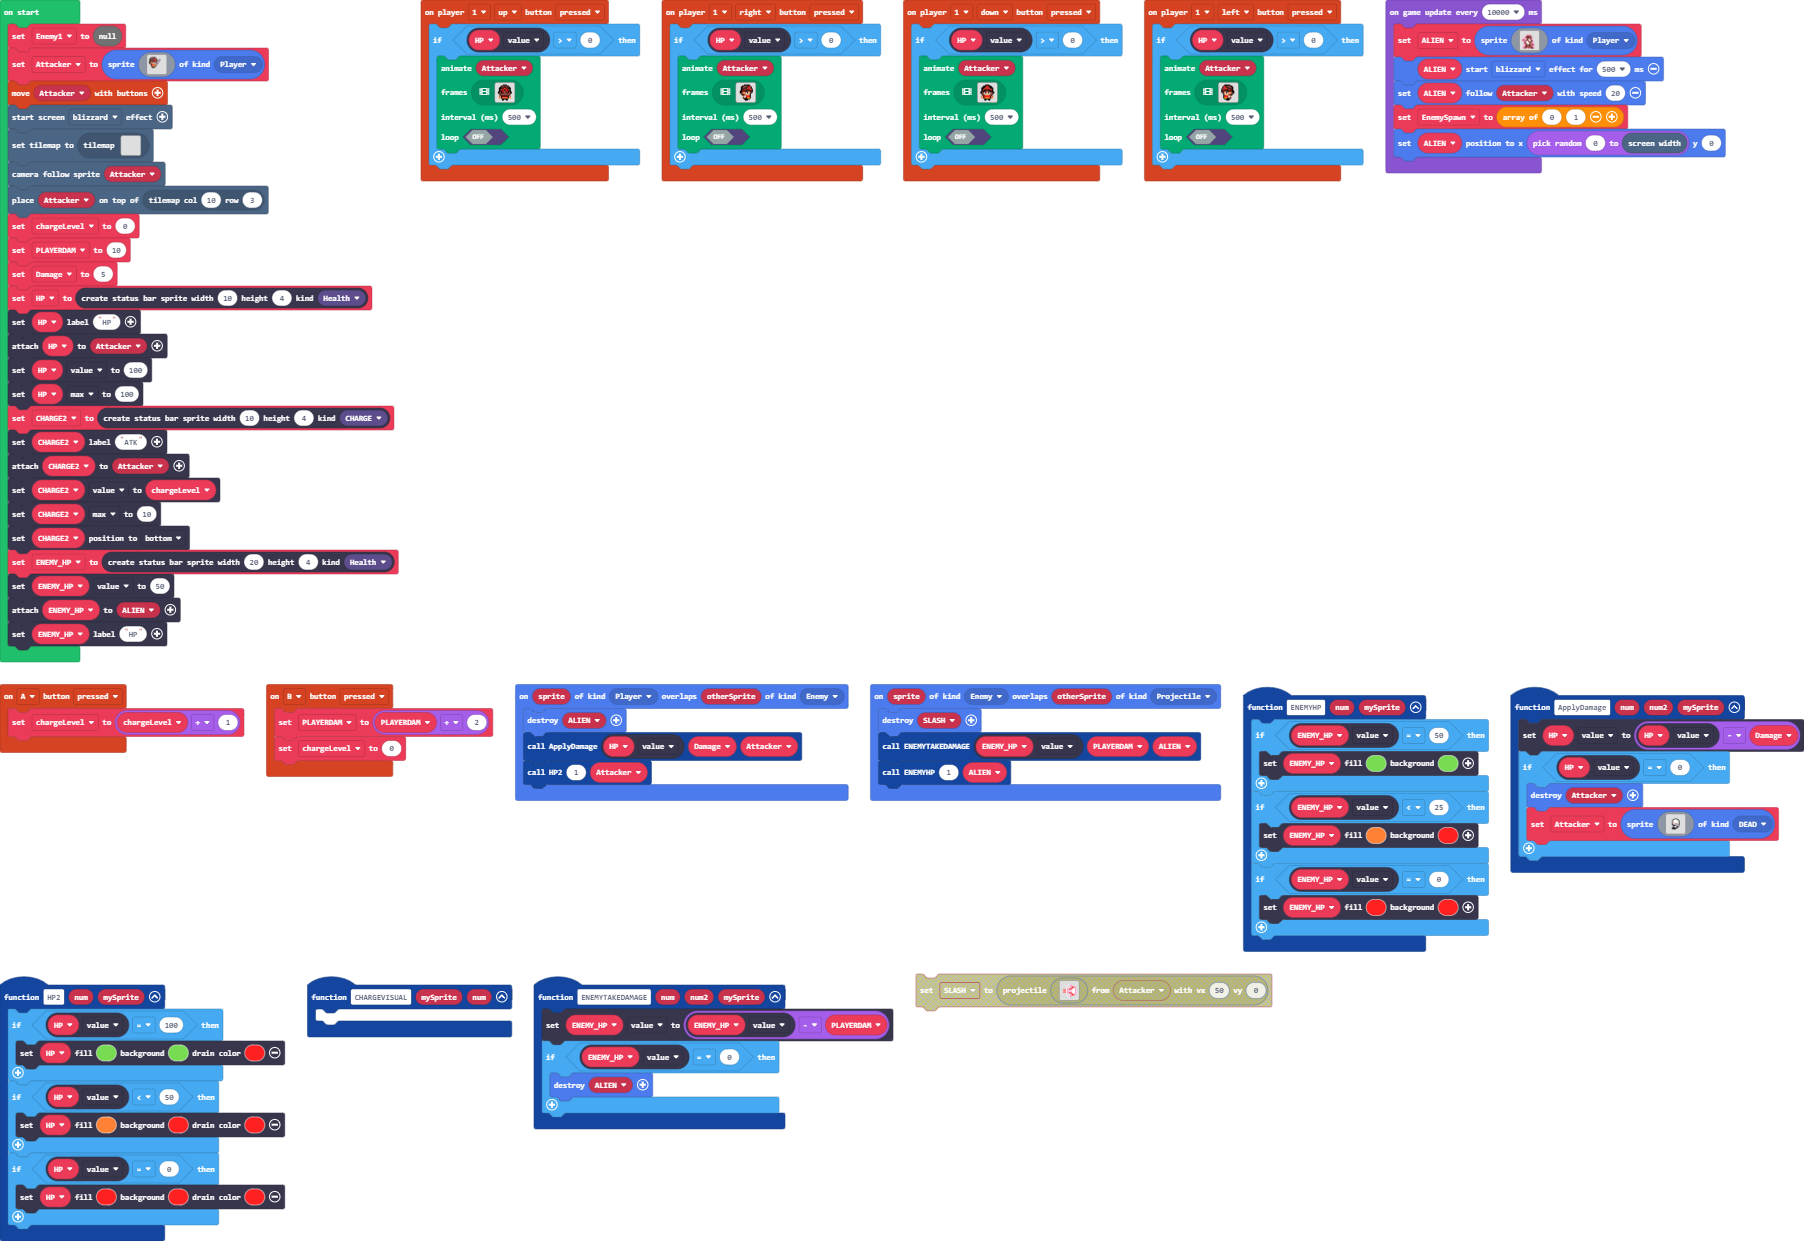 on start
set Enemy1 to null
set Attacker to sprite of kind Player
move Attacker with buttons
start screen blizzard effect
set tilemap to tilemap
camera follow sprite Attacker
place Attacker on top of tilemap col 10 row 3
set chargeLevel to 0
set PLAYERDAM to 10
set Damage to 5
set HP to create status bar sprite width 10 height 4 kind Health
set HP label "HP"
attach HP to Attacker
set HP value to 100
set HP max to 100
set CHARGE2 to create status bar sprite width 10 height 4 kind CHARGE
set CHARGE2 label "ATK"
attach CHARGE2 to Attacker
set CHARGE2 value to chargeLevel
set CHARGE2 max to 10
set CHARGE2 position to bottom
set ENEMY_HP to create status bar sprite width 20 height 4 kind Health
set ENEMY_HP value to 50
attach ENEMY_HP to ALIEN
set ENEMY_HP label "HP"
on player 1 up button pressed
if HP value > 0 then
animate Attacker
frames
interval (ms) 500
loop OFF
on player 1 right button pressed
if HP value > 0 then
animate Attacker
frames
interval (ms) 500
loop OFF
on player 1 down button pressed
if HP value > 0 then
animate Attacker
frames
interval (ms) 500
loop OFF
on player 1 left button pressed
if HP value > 0 then
animate Attacker
frames
interval (ms) 500
loop OFF
on game update every 10000 ms
set ALIEN to sprite of kind Player
ALIEN start blizzard effect for 500 ms
set ALIEN follow Attacker with speed 20
set EnemySpawn to array of 0 1
set ALIEN position to x pick random 0 to screen width y 0
on A button pressed
set chargeLevel to chargeLevel + 1
on B button pressed
set PLAYERDAM to PLAYERDAM + 2
set chargeLevel to 0
on sprite of kind Player overlaps otherSprite of kind Enemy
destroy ALIEN
call ApplyDamage HP value Damage Attacker
call HP2 1 Attacker
on sprite of kind Enemy overlaps otherSprite of kind Projectile
destroy SLASH
call ENEMYTAKEDAMAGE ENEMY_HP value PLAYERDAM ALIEN
call ENEMYHP 1 ALIEN
function ENEMYHP num mySprite
if ENEMY_HP value = 50 then
set ENEMY_HP fill background
if ENEMY_HP value < 25 then
set ENEMY_HP fill background
if ENEMY_HP value = 0 then
set ENEMY_HP fill background
function ApplyDamage num num2 mySprite
set HP value to HP value - Damage
if HP value = 0 then
destroy Attacker
set Attacker to sprite of kind DEAD
function HP2 num mySprite
if HP value = 100 then
set HP fill background drain color
if HP value < 50 then
set HP fill background drain color
if HP value = 0 then
set HP fill background drain color
function CHARGEVISUAL mySprite num
function ENEMYTAKEDAMAGE num num2 mySprite
set ENEMY_HP value to ENEMY_HP value - PLAYERDAM
if ENEMY_HP value = 0 then
destroy ALIEN
set SLASH to projectile from Attacker with vx 50 vy 0